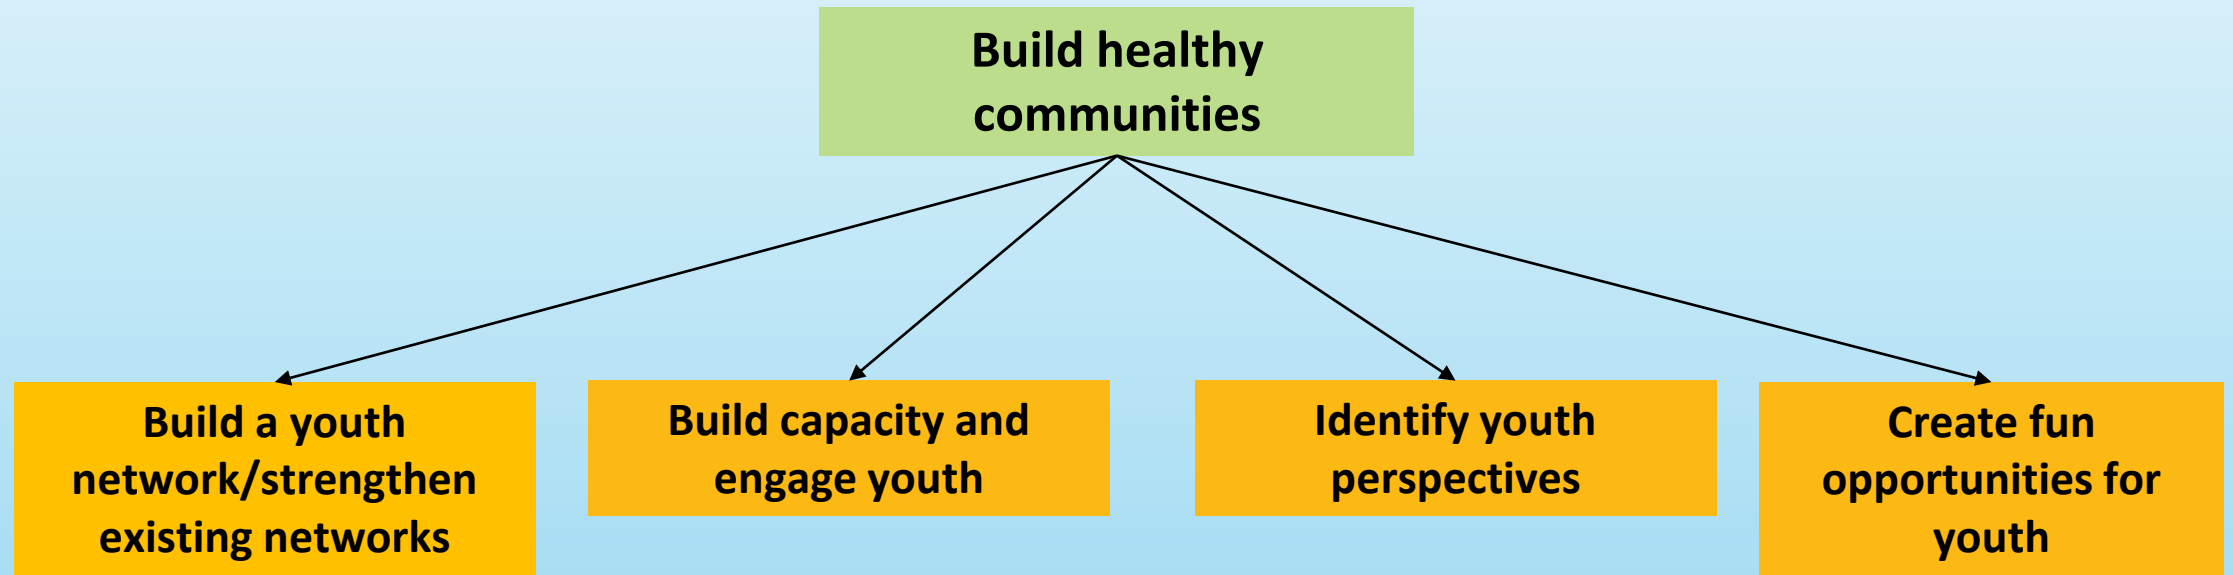 Build healthy
communities
Build a youth
network/strengthen
existing networks
Build capacity and
engage youth
Identify youth
perspectives
Create fun
opportunities for
youth